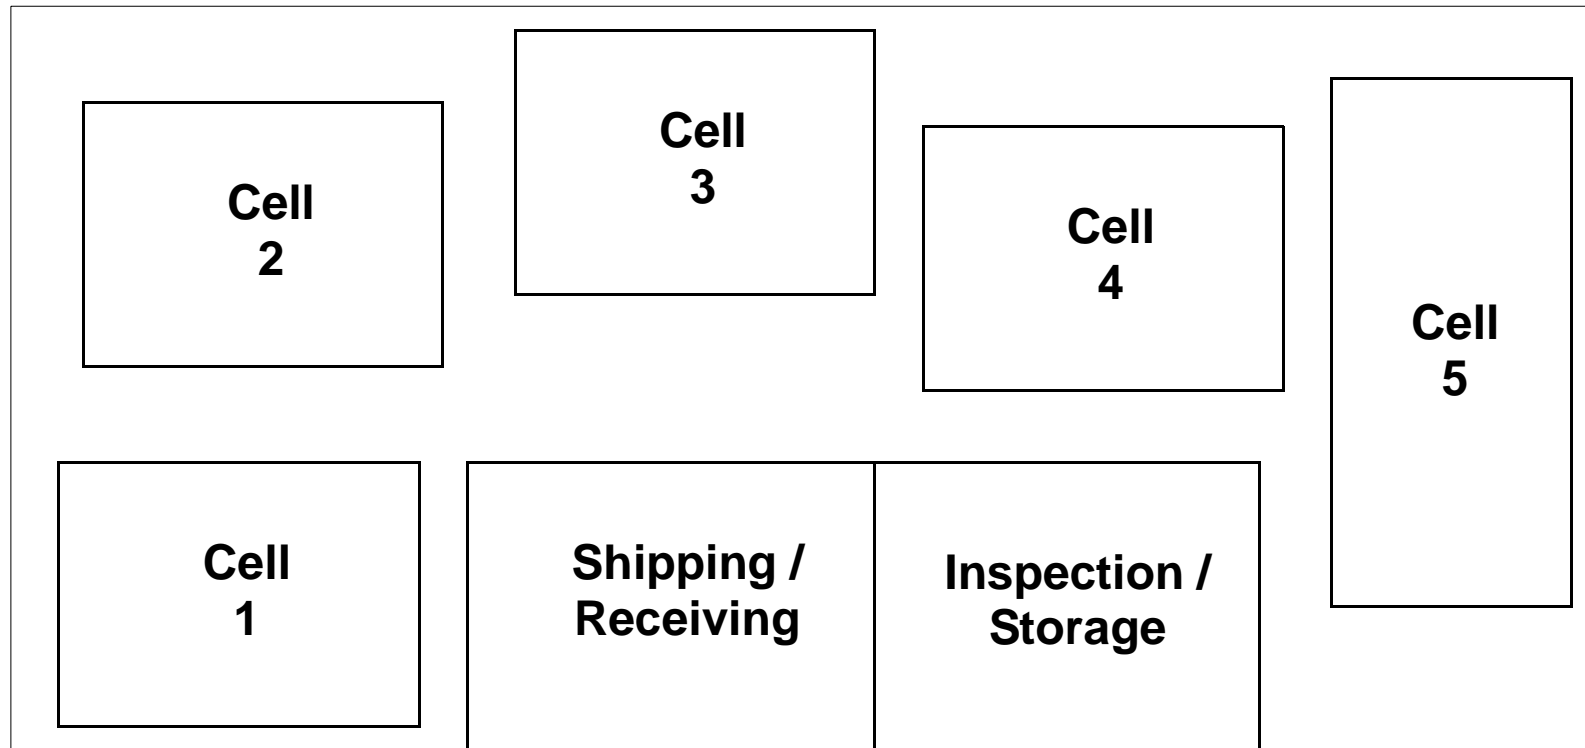 Cell
3
Cell
2
Cell
4
Cell
5
Cell
1
Shipping /
Receiving
Inspection /
Storage